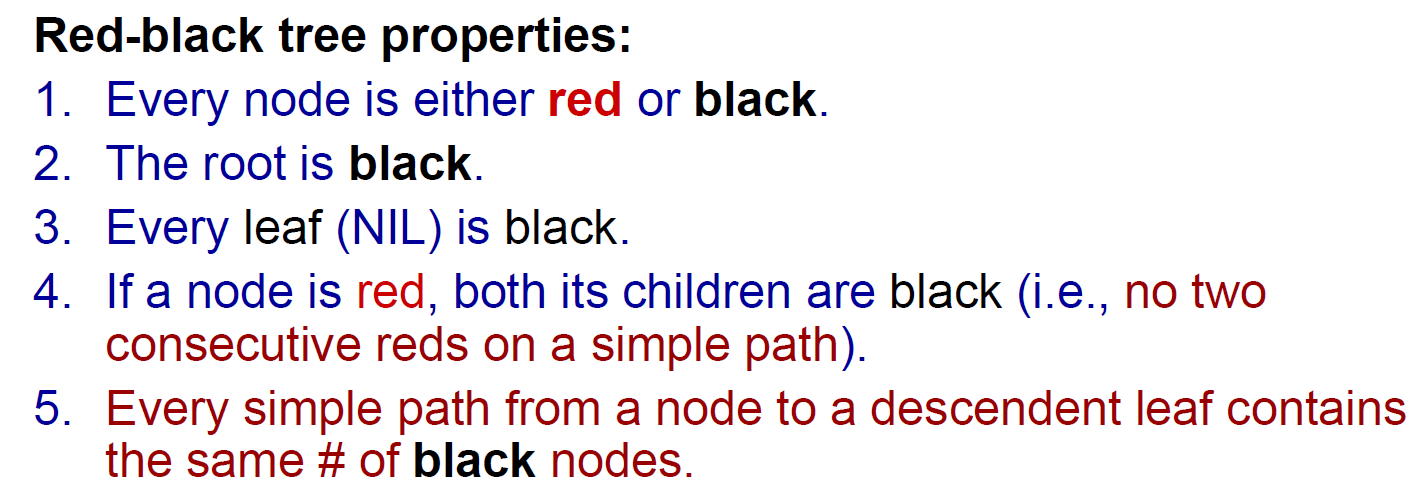 Red-black tree properties:
1. Every node is either red or black.
2. The root is black.
3. Every leaf (NIL) is black.
4. If a node is red, both its children are black (i.e., no two
consecutive reds on a simple path).
5. Every simple path from a node to a descendent leaf contains
the same # of black nodes.